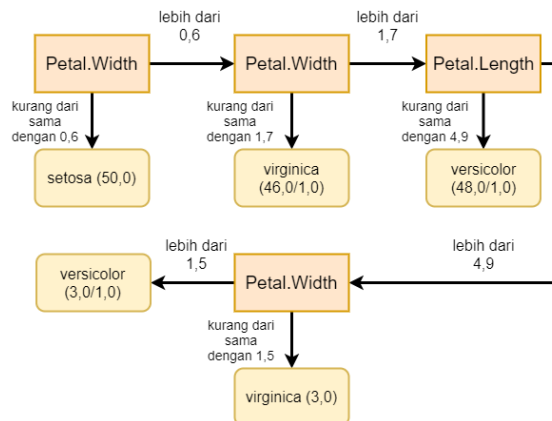 lebih dari
0,6
lebih dari
1,7
Petal.Width
Petal.Width
Petal.Length
kurang dari
sama
dengan 0,6
kurang dari
sama
dengan 1,7
kurang dari
sama
dengan 4,9
setosa (50,0)
virginica
(46,0/1,0)
versicolor
(48,0/1,0)
lebih dari
1,5
lebih dari
4,9
versicolor
(3,0/1,0)
Petal.Width
kurang dari
sama
dengan 1,5
virginica (3,0)